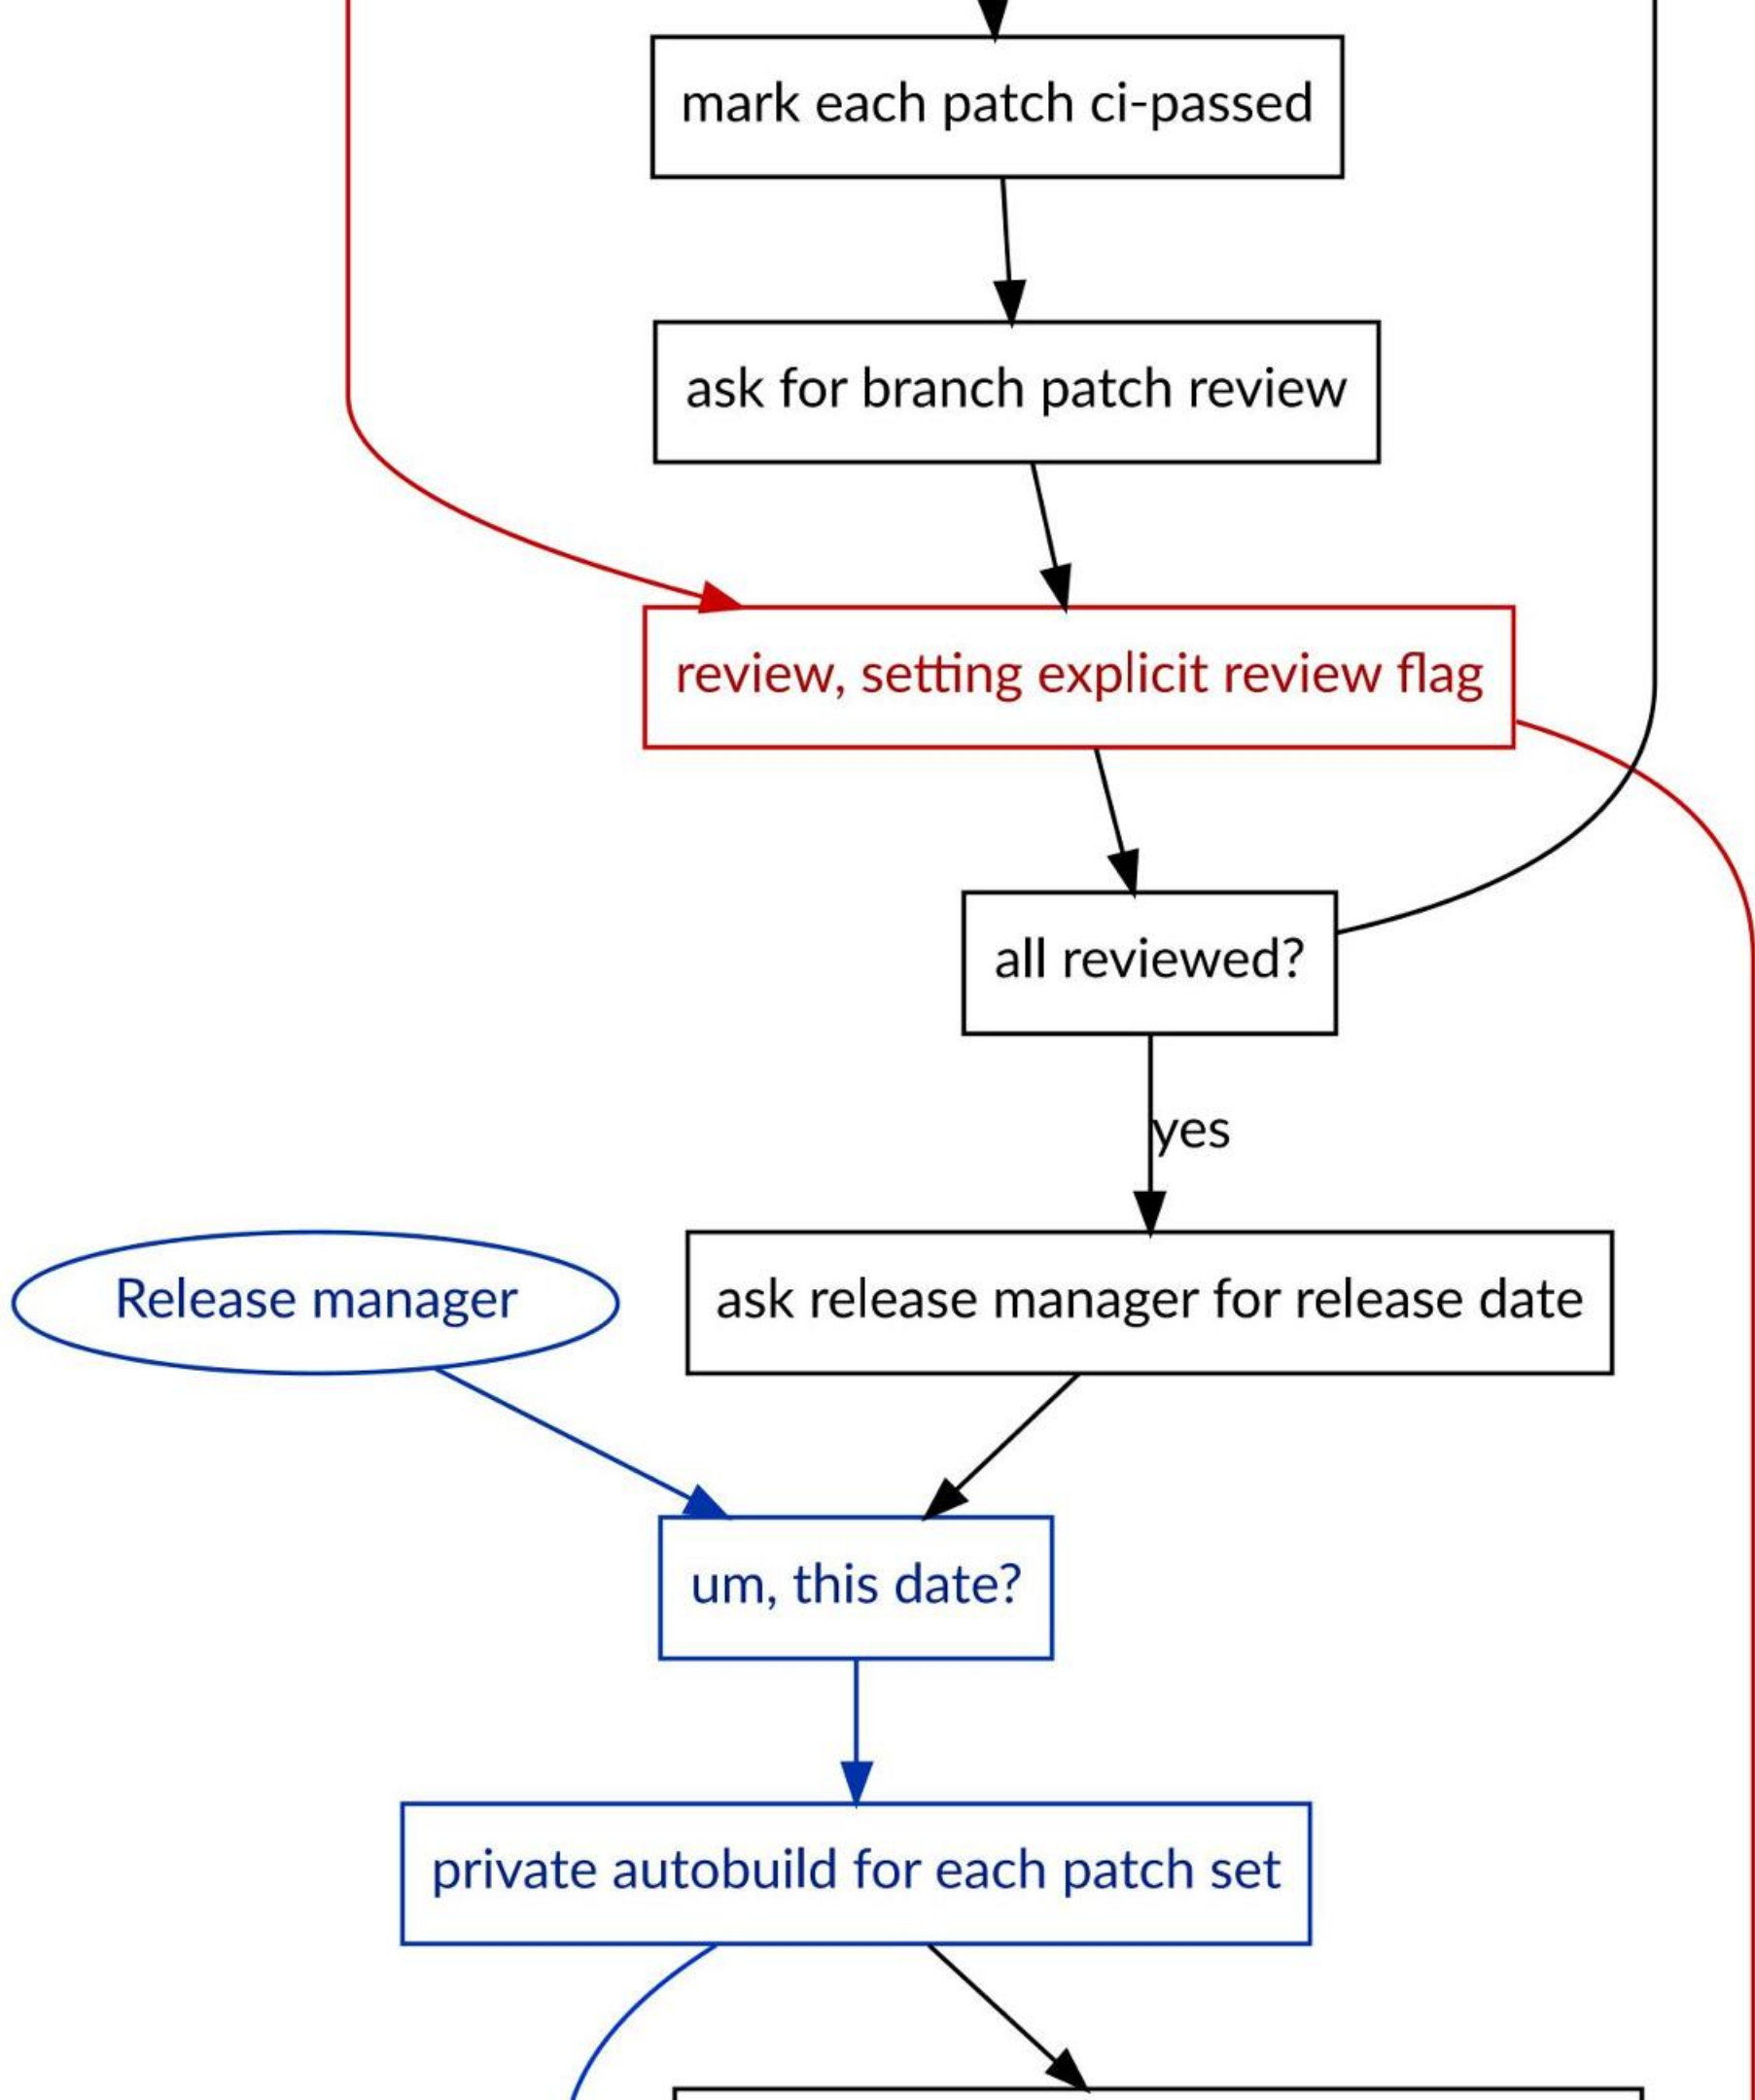 mark each patch ci-passed
ask for branch patch review
review, setting explicit review flag
all reviewed?
yes
Release manager
ask release manager for release date
um, this date?
private autobuild for each patch set